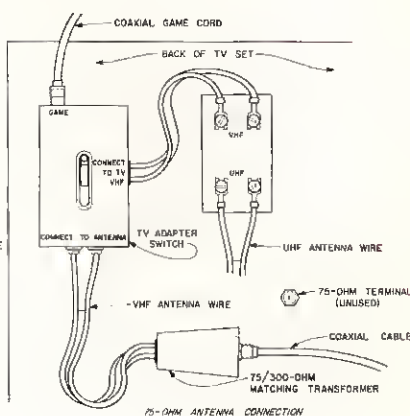 COAXIAL GAME CORD
BACK OF TV SET
GAME
CONNECT
TO TV
VHF
VHF
UHF
CONNECT TO ANTENNA
TV ADAPTER
SWITCH
UHF ANTENNA WIRE
75-OHM TERMINAL
(UNUSED)
VHF ANTENNA WIRE
COAXIAL CABLE
75/300-OHM
MATCHING TRANSFORMER
75-OHM ANTENNA CONNECTION